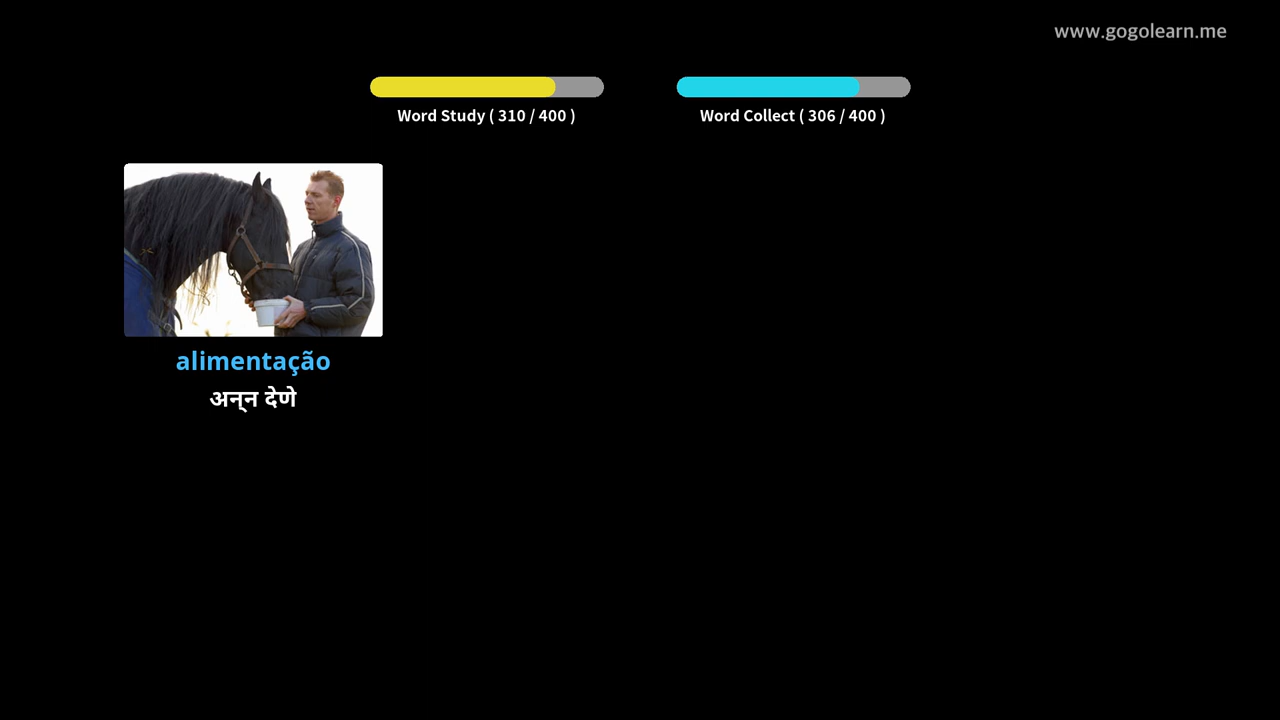 www.gogolearn.me
Word Study ( 310 / 400 )
Word Collect ( 306 / 400 )
alimentação
अन्‌न देणे